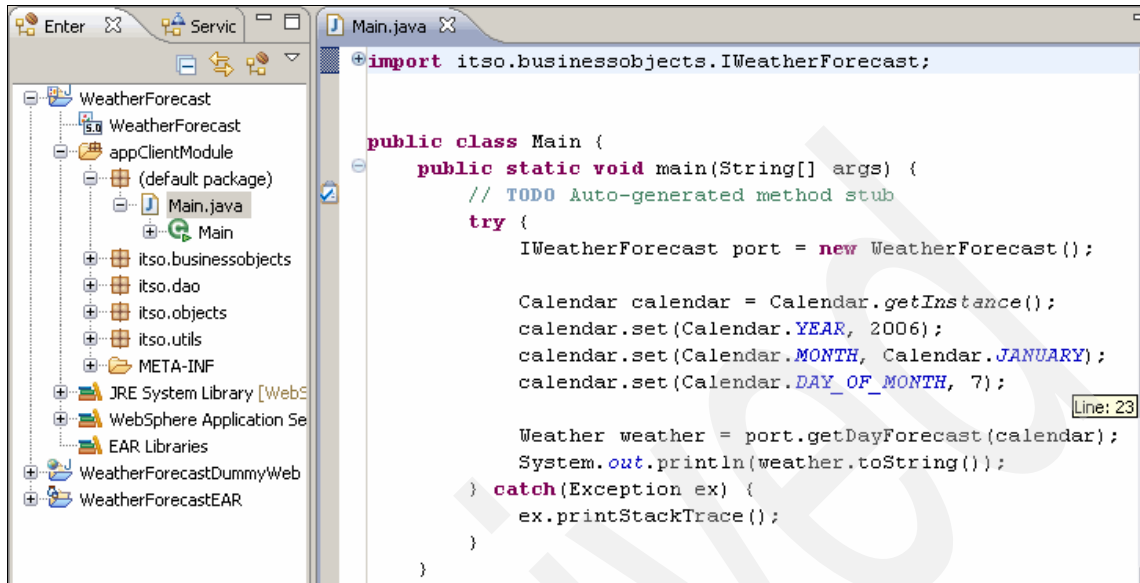 Enter
Servic
WeatherForecast
5.0 WeatherForecast
appClientModule
(default package)
J Main.java
Main
itso.businessobjects
itso.dao
itso.objects
itso.utils
META-INF
JRE System Library [WebS
WebSphere Application Se
EAR Libraries
WeatherForecastDummyWeb
WeatherForecastEAR
J Main.java
import itso.businessobjects.IWeatherForecast;
public class Main {
public static void main(String[] args) {
// TODO Auto-generated method stub
try {
IWeatherForecast port = new WeatherForecast();
Calendar calendar = Calendar.getInstance();
calendar.set(Calendar.YEAR, 2006);
calendar.set(Calendar.MONTH, Calendar.JANUARY);
calendar.set(Calendar.DAY_OF_MONTH, 7);
Line: 23
Weather weather = port.getDayForecast(calendar);
System.out.println(weather.toString());
} catch(Exception ex) {
ex.printStackTrace();
}
}